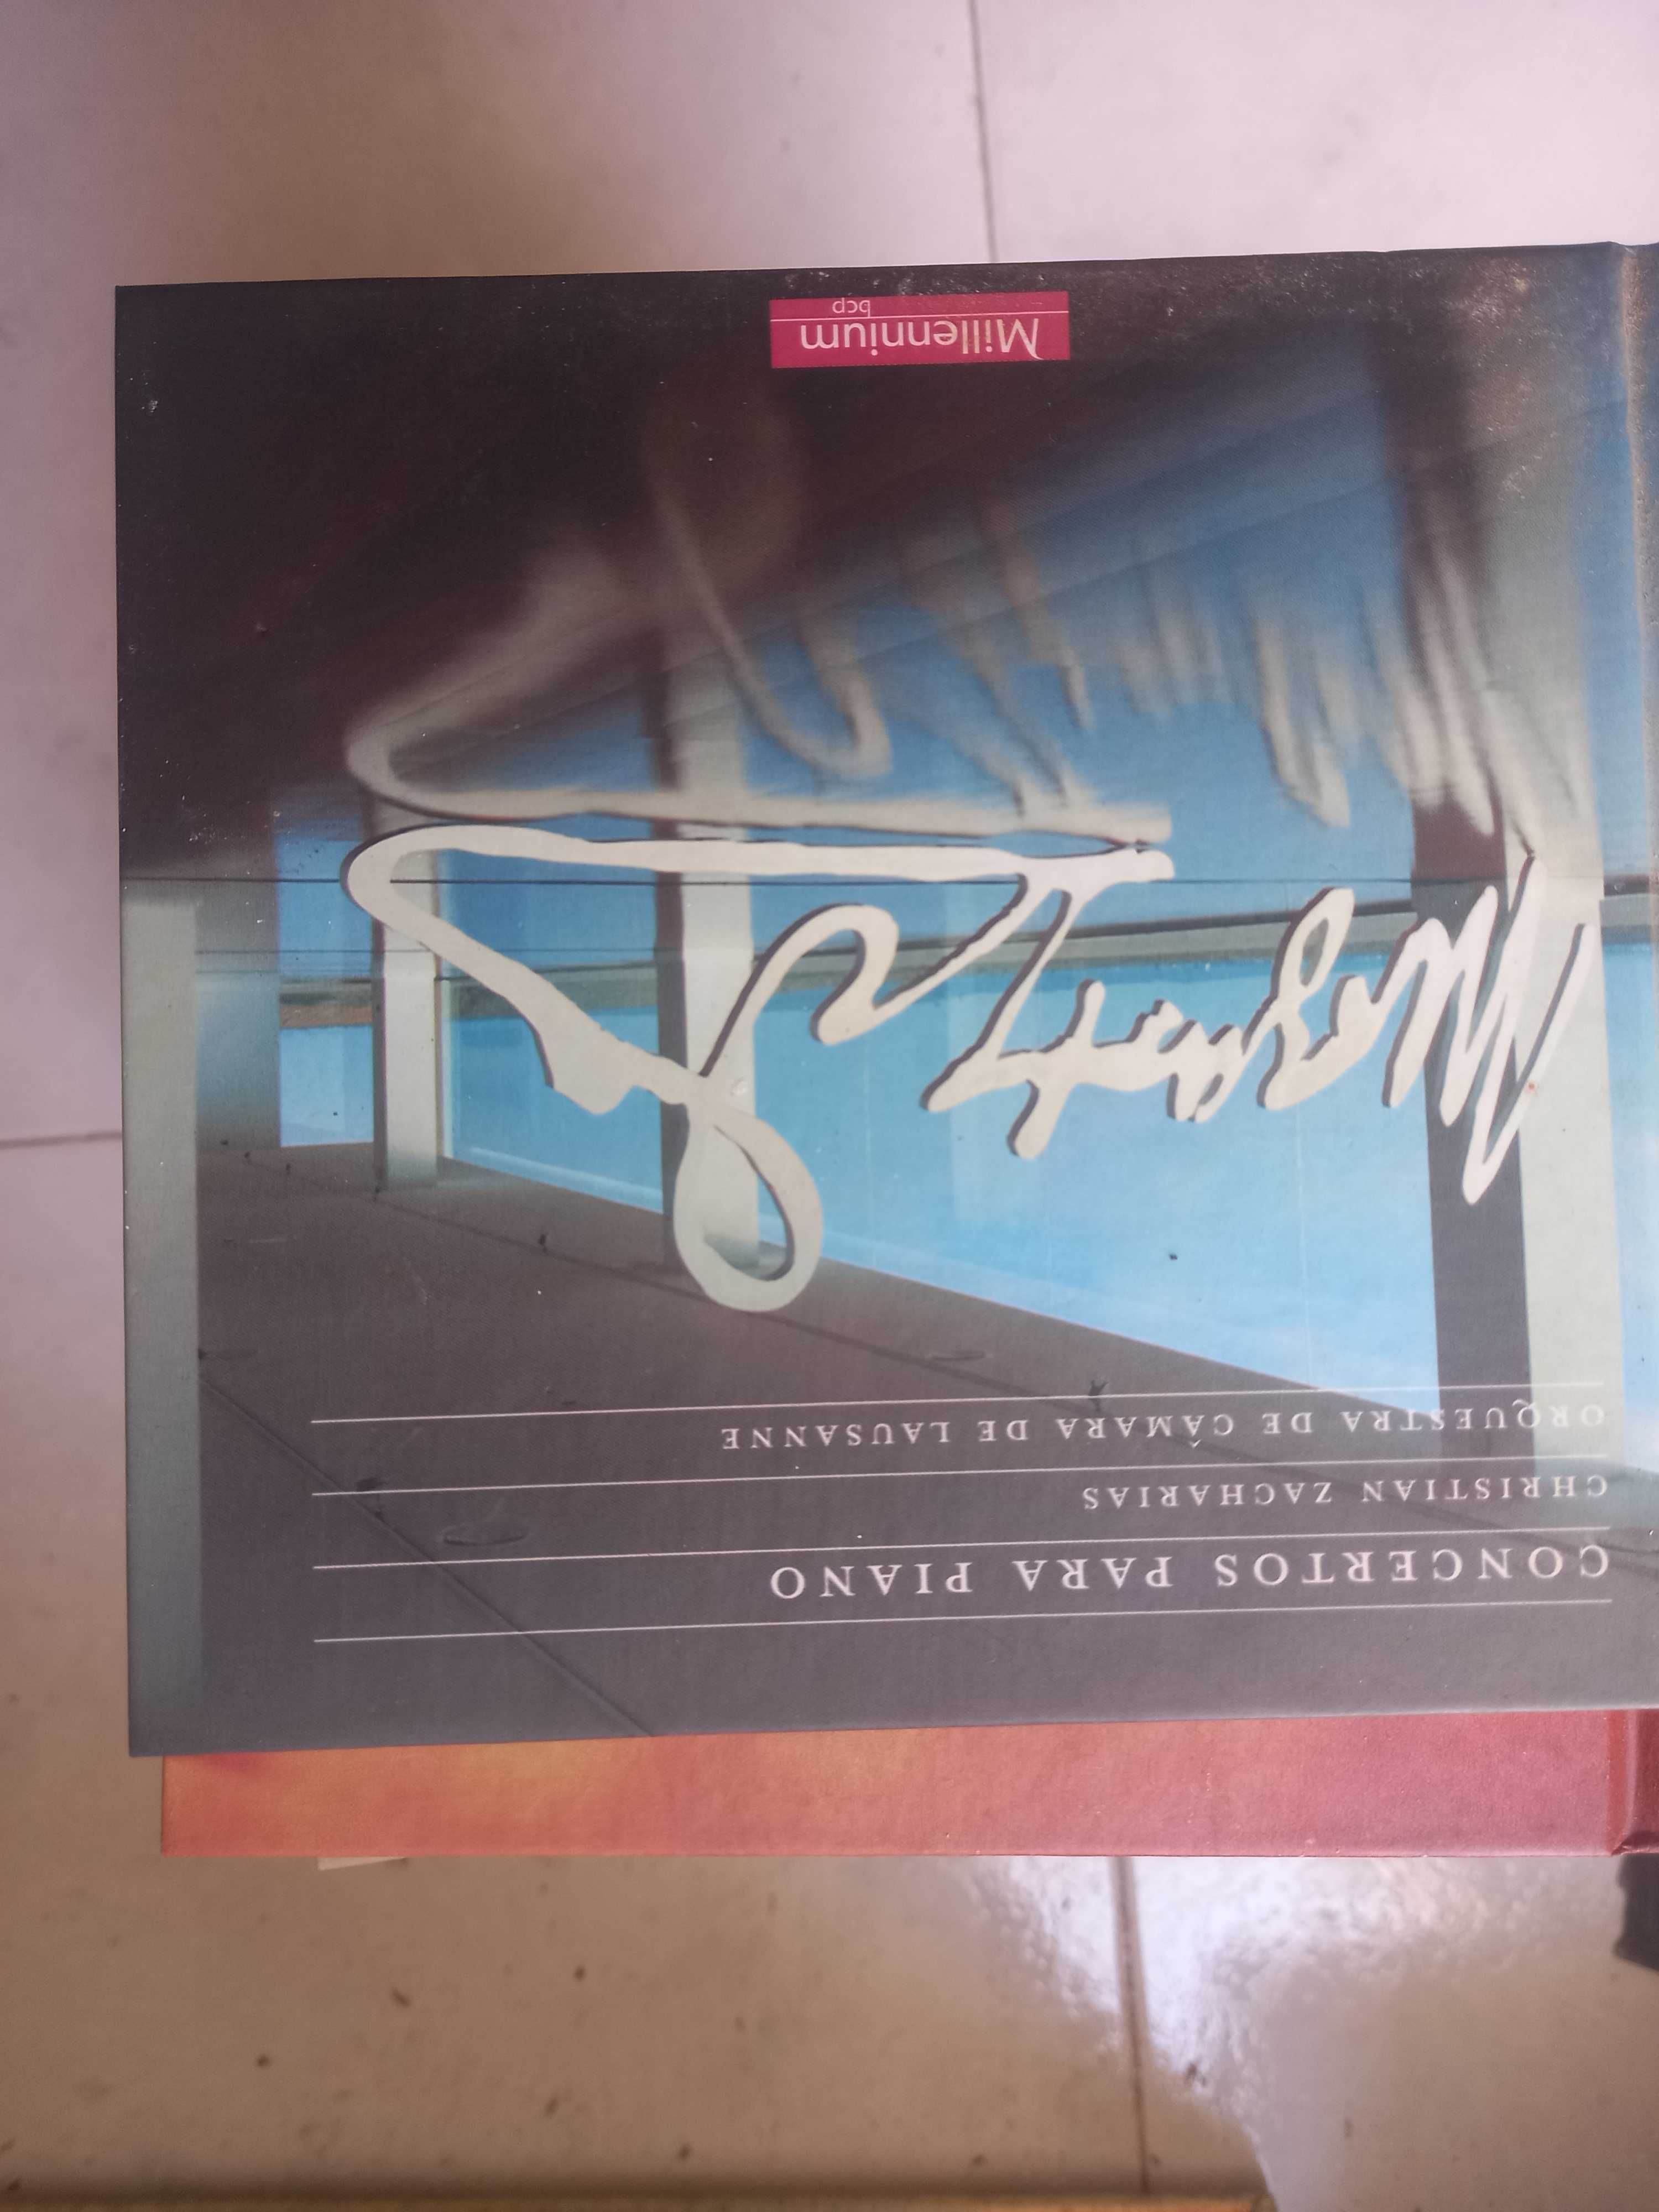 CONCERTOS PARA PIANO
CHRISTIAN ZACHARIAS
ORQUESTRA DE CÂMARA DE LAUSANNE
Mozart
Millennium
bcp